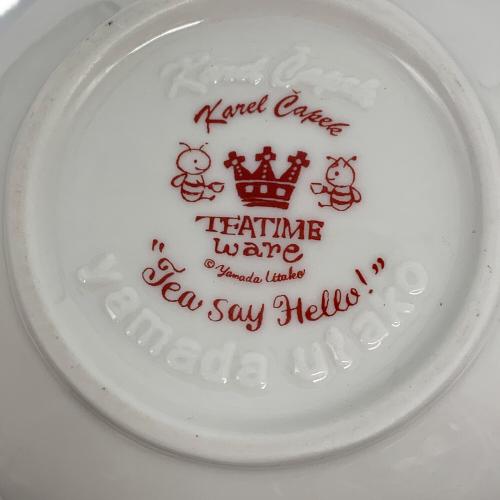 Karel Čapek
Karel Čapek
TEATIME
ware
© Yamada Utako
"Tea say Hello!"
yamada utako